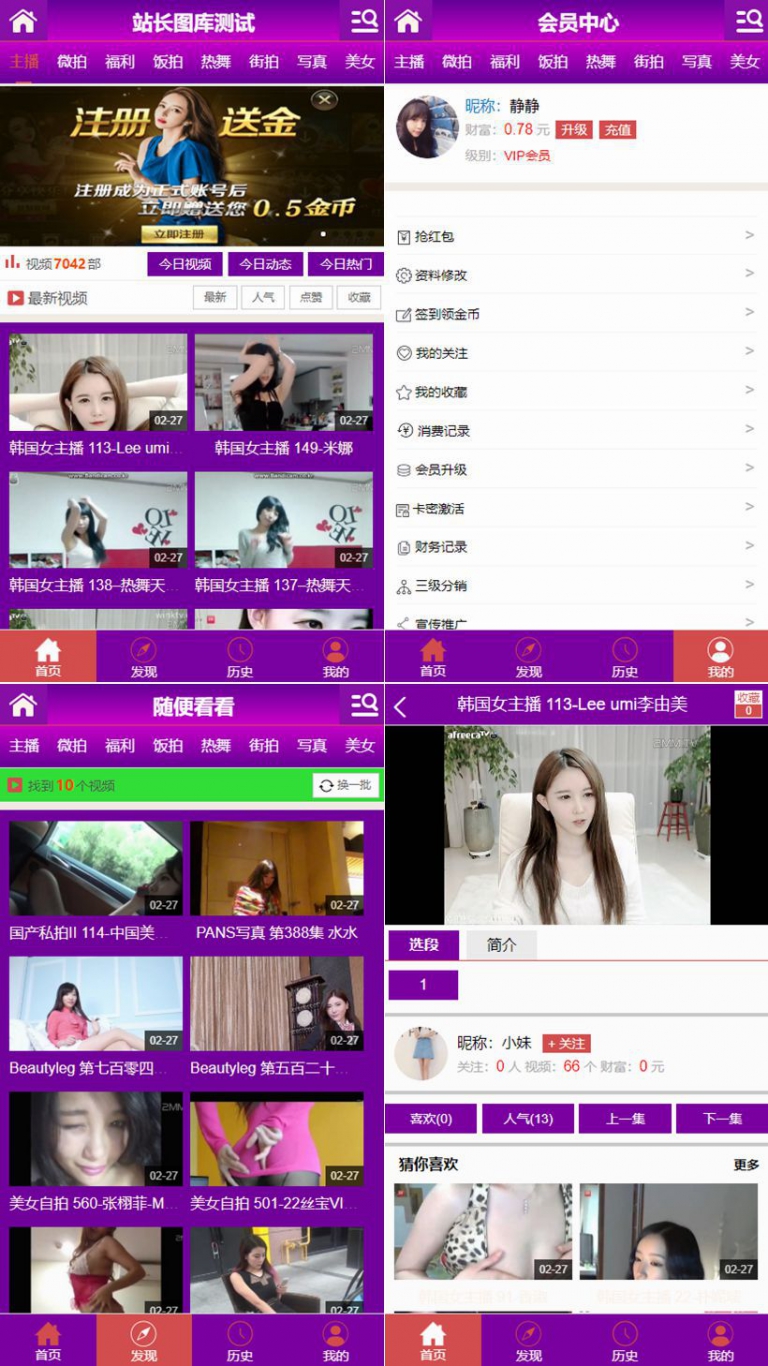 站长图库测试
主播 微拍 福利 饭拍 热舞 街拍 写真 美女
注册 送金
注册成为正式账号后
立即赠送您0.5金币
立即注册
视频7042部 今日视频 今日动态 今日热门
最新视频 最新 人气 点赞 收藏
02-27 02-27
韩国女主播 113-Lee umi... 韩国女主播 149-米娜
02-27 02-27
韩国女主播 138–热舞天... 韩国女主播 137–热舞天...
首页 发现 历史 我的
会员中心
主播 微拍 福利 饭拍 热舞 街拍 写真 美女
昵称：静静
财富：0.78 元 升级 充值
级别：VIP会员
抢红包 >
资料修改 >
签到领金币 >
我的关注 >
我的收藏 >
消费记录 >
会员升级 >
卡密激活 >
财务记录 >
三级分销 >
宣传推广 >
首页 发现 历史 我的
随便看看
主播 微拍 福利 饭拍 热舞 街拍 写真 美女
找到10个视频 换一批
02-27 02-27
国产私拍II 114-中国美... PANS写真 第388集 水水
02-27 02-27
Beautyleg 第七百零四... Beautyleg 第五百二十...
02-27 02-27
美女自拍 560-张栩菲-M... 美女自拍 501-22丝宝VI...
02-27 02-27
首页 发现 历史 我的
韩国女主播 113-Lee umi李由美 收藏
0
afreecaTV
选段 简介
1
昵称：小妹 + 关注
关注：0 人 视频：66 个 财富：0 元
喜欢(0) 人气(13) 上一集 下一集
猜你喜欢 更多
02-27 02-27
首页 发现 历史 我的